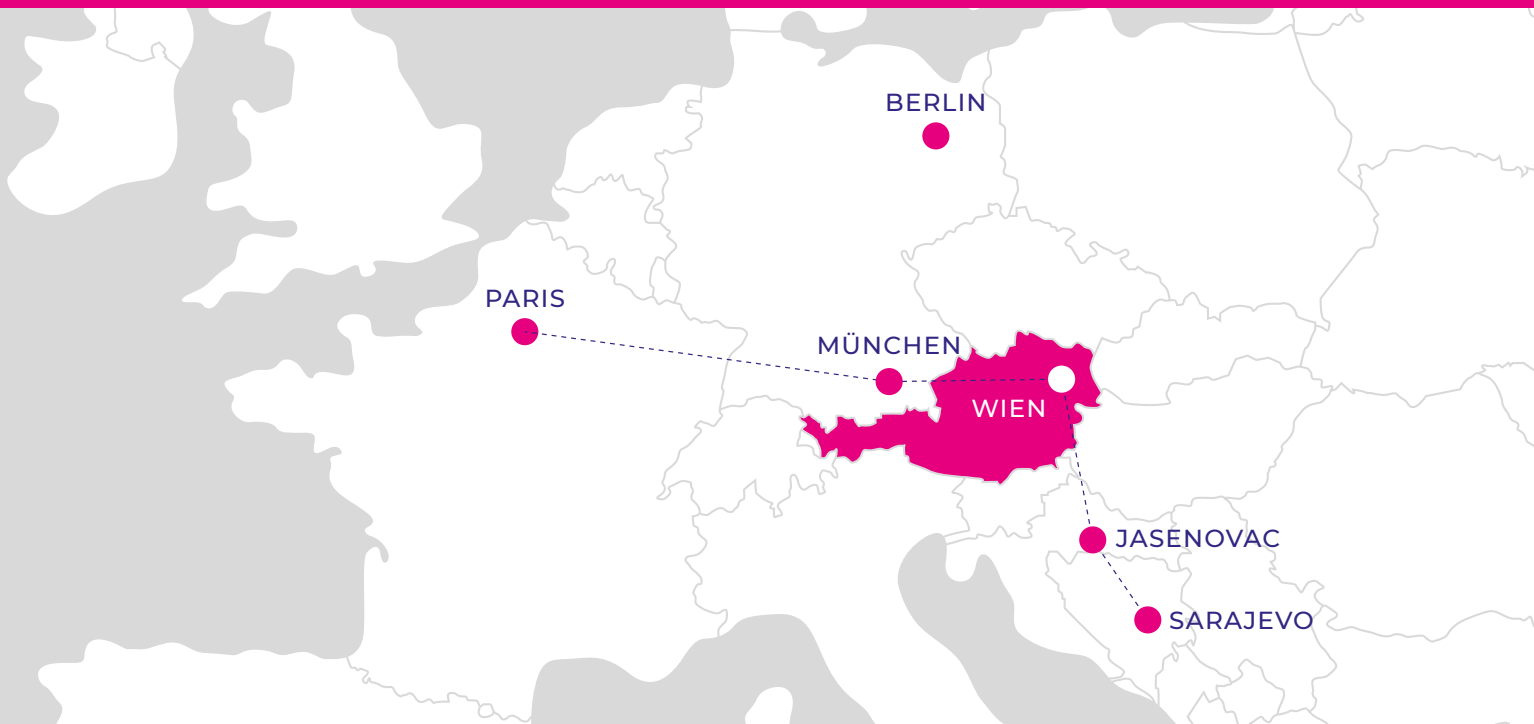 BERLIN
PARIS
MÜNCHEN
WIEN
JASENOVAC
SARAJEVO